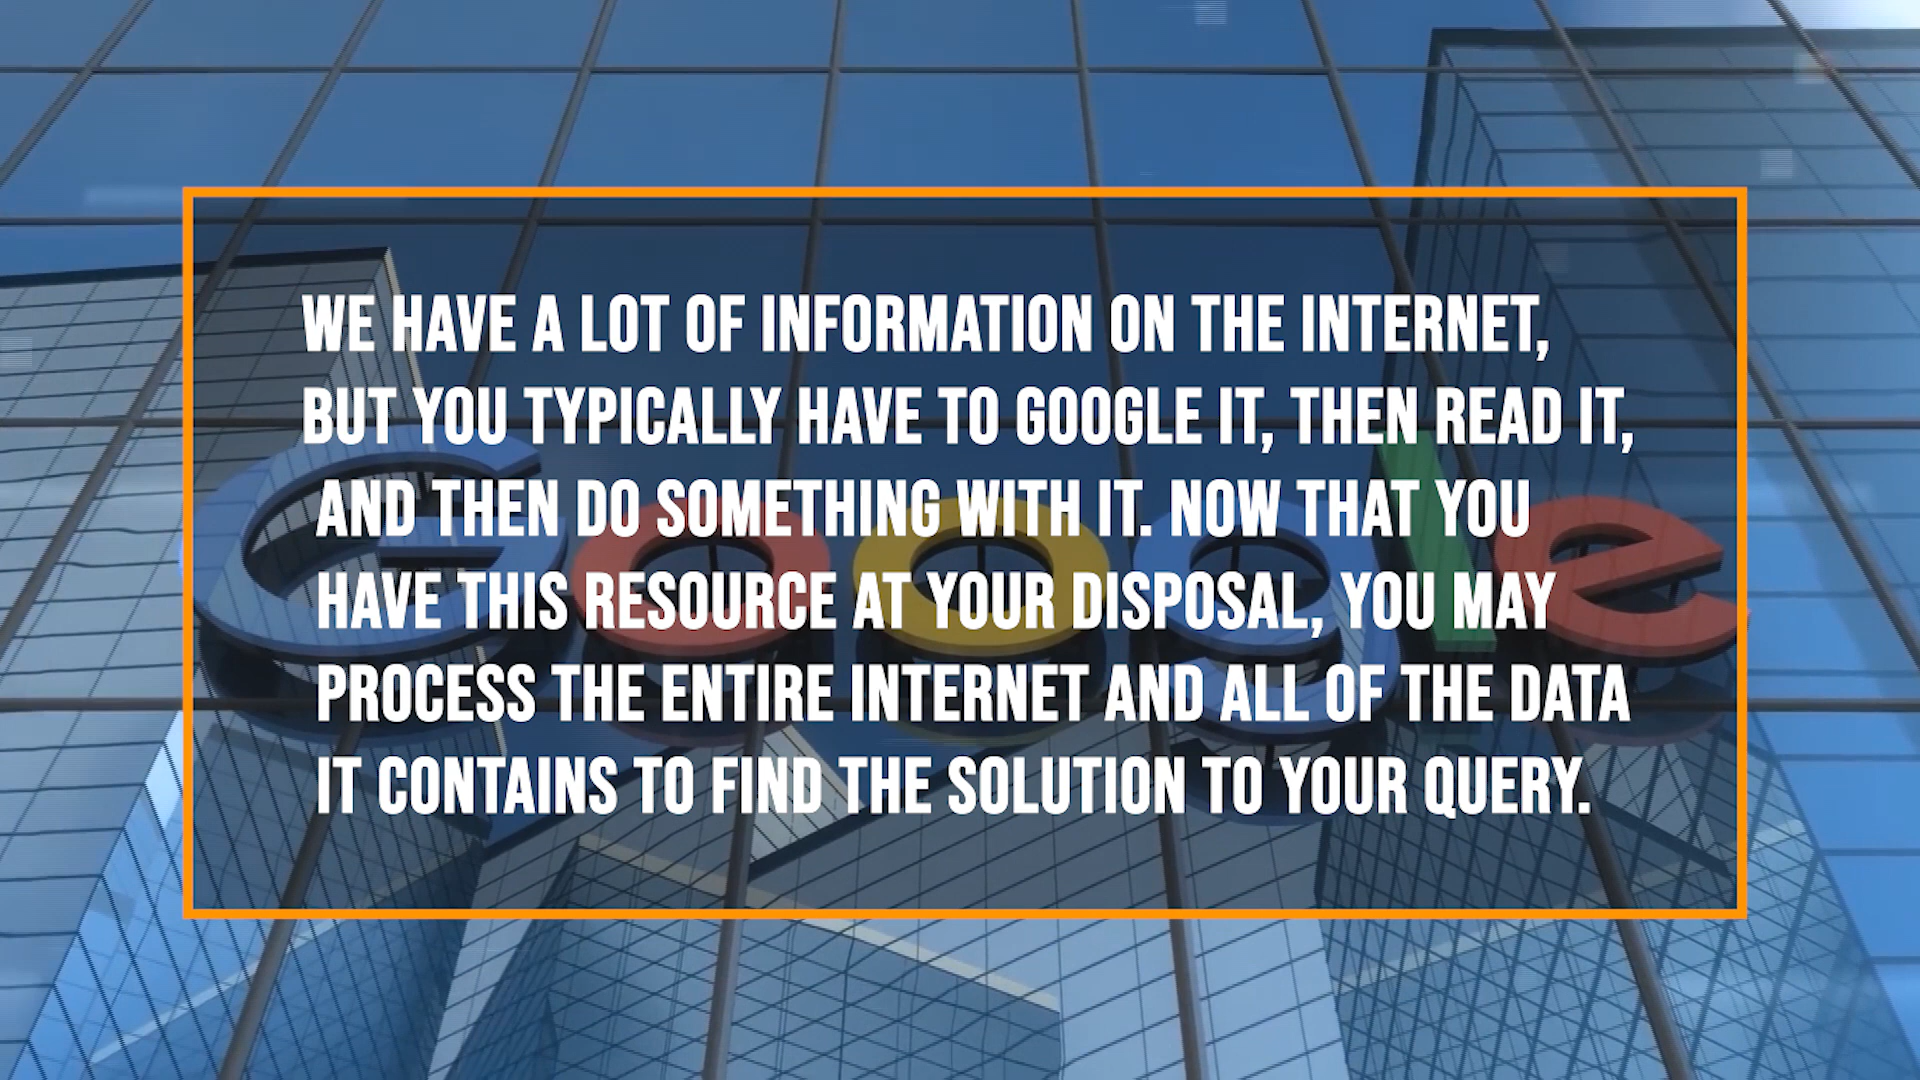 WE HAVE A LOT OF INFORMATION ON THE INTERNET,
BUT YOU TYPICALLY HAVE TO GOOGLE IT, THEN READ IT,
AND THEN DO SOMETHING WITH IT. NOW THAT YOU
HAVE THIS RESOURCE AT YOUR DISPOSAL, YOU MAY
PROCESS THE ENTIRE INTERNET AND ALL OF THE DATA
IT CONTAINS TO FIND THE SOLUTION TO YOUR QUERY.
Google